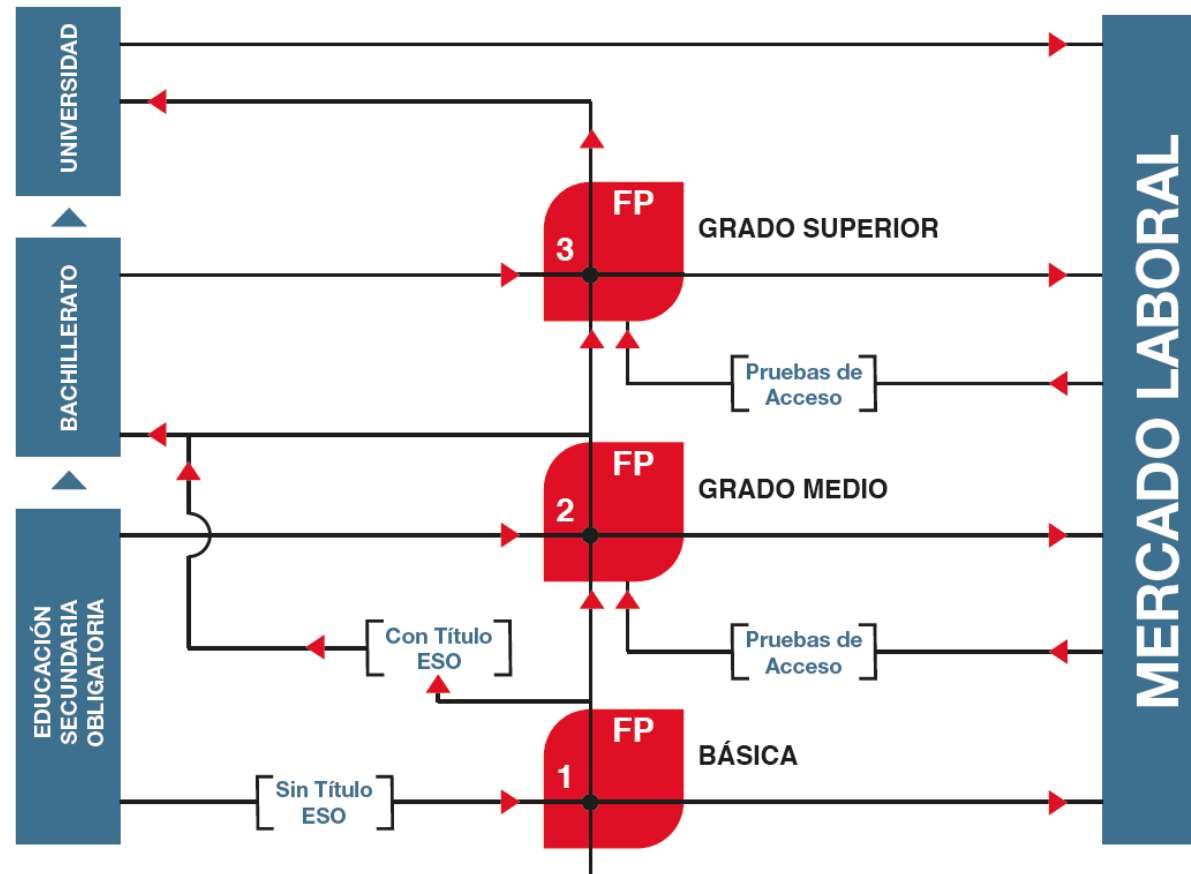 UNIVERSIDAD
BACHILLERATO
EDUCACIÓN
SECUNDARIA
OBLIGATORIA
FP
3
GRADO SUPERIOR
Pruebas de
Acceso
FP
2
GRADO MEDIO
Con Título
ESO
Pruebas de
Acceso
FP
1
BÁSICA
Sin Título
ESO
MERCADO LABORAL